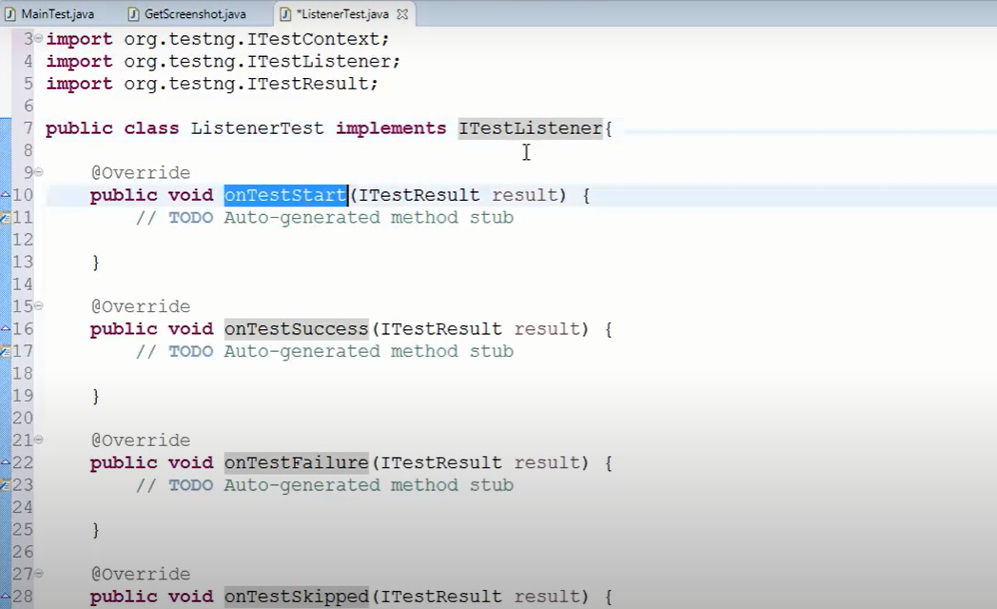 MainTest.java GetScreenshot.java *ListenerTest.java
3 import org.testng.ITestContext;
4 import org.testng.ITestListener;
5 import org.testng.ITestResult;
6
7 public class ListenerTest implements ITestListener{
8
9 @Override
10 public void onTestStart(ITestResult result) {
11 // TODO Auto-generated method stub
12
13 }
14
15 @Override
16 public void onTestSuccess(ITestResult result) {
17 // TODO Auto-generated method stub
18
19 }
20
21 @Override
22 public void onTestFailure(ITestResult result) {
23 // TODO Auto-generated method stub
24
25 }
26
27 @Override
28 public void onTestSkipped(ITestResult result) {